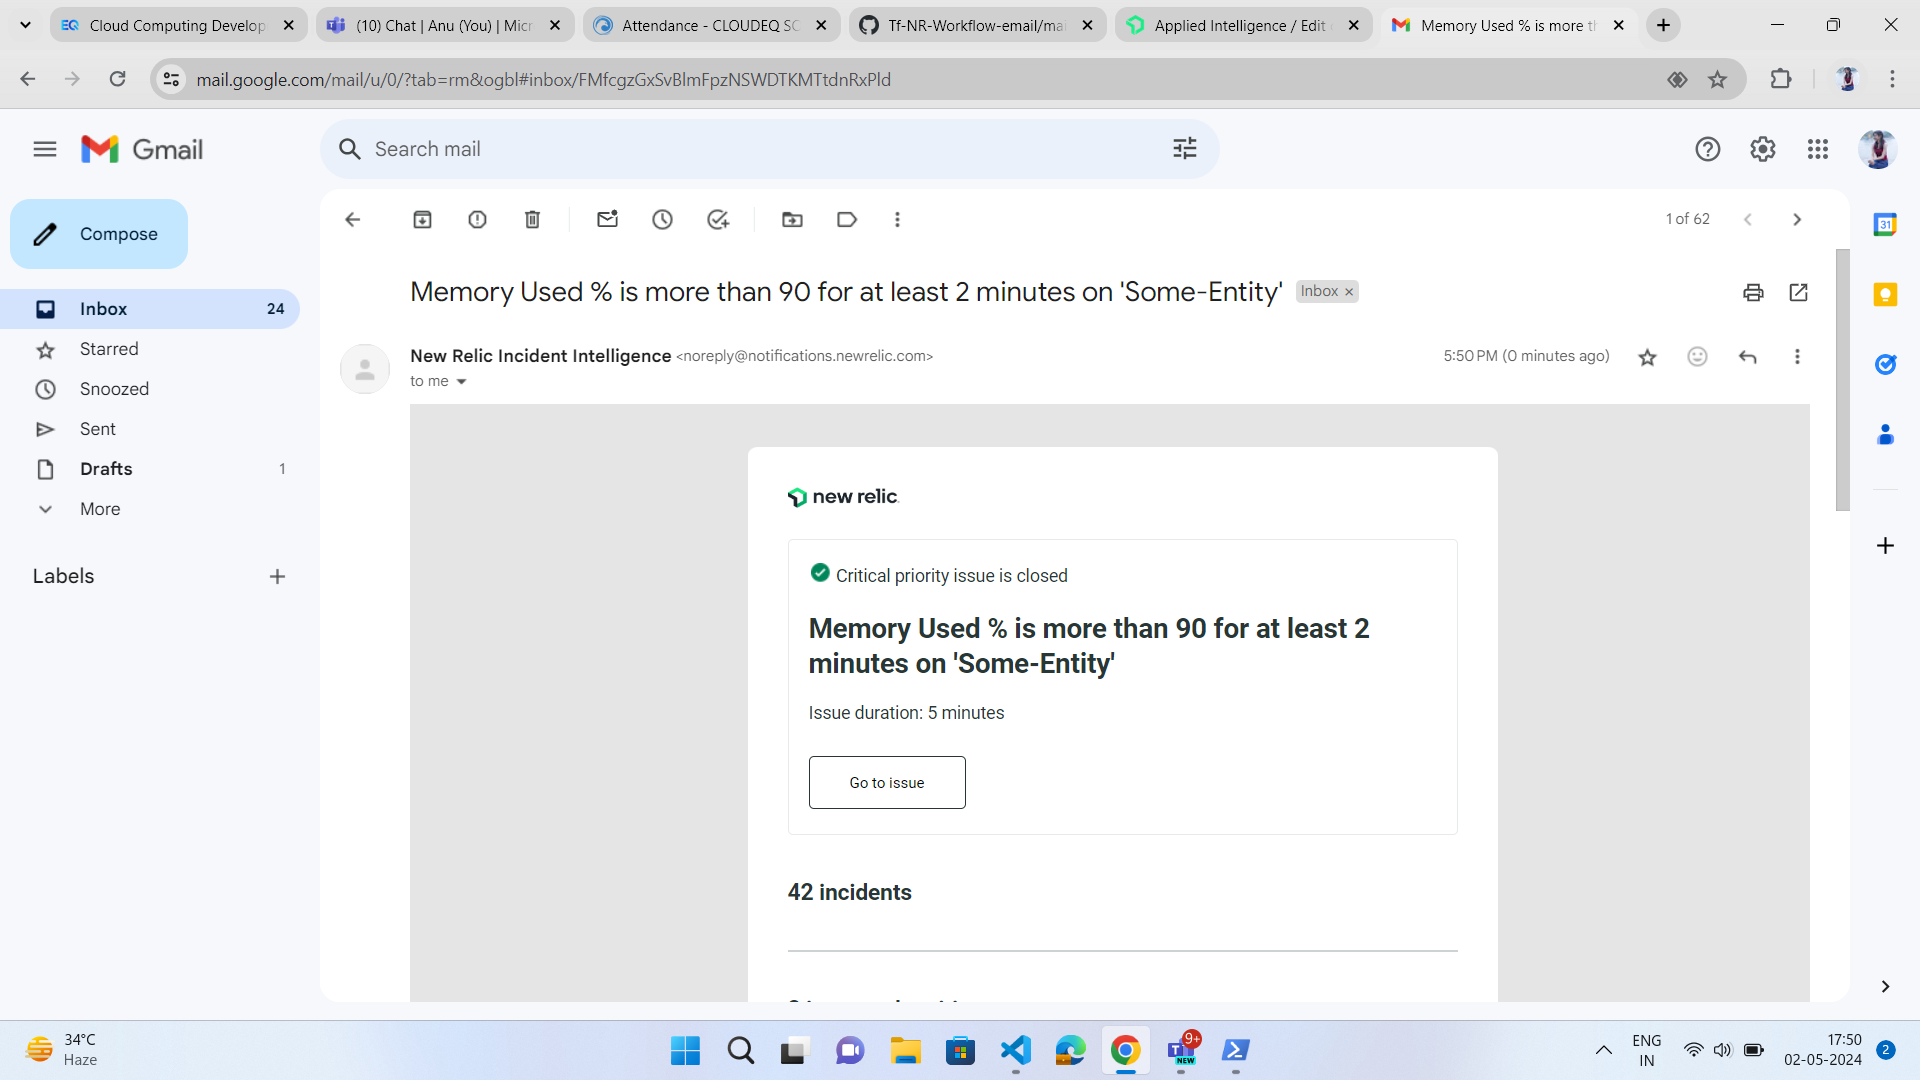 Cloud Computing Develop
(10) Chat | Anu (You) | Micr
Attendance - CLOUDEQ SO
Tf-NR-Workflow-email/mai
Applied Intelligence / Edit
Memory Used % is more th
mail.google.com/mail/u/0/?tab=rm&ogbl#inbox/FMfcgzGxSvBlmFpzNSWDTKMTtdnRxPld
Gmail
Search mail
Compose
1 of 62
Memory Used % is more than 90 for at least 2 minutes on 'Some-Entity'
Inbox
Inbox 24
Starred
Snoozed
Sent
Drafts 1
More
Labels
New Relic Incident Intelligence <noreply@notifications.newrelic.com>
5:50 PM (0 minutes ago)
to me
new relic
Critical priority issue is closed
Memory Used % is more than 90 for at least 2
minutes on 'Some-Entity'
Issue duration: 5 minutes
Go to issue
42 incidents
31
34°C
Haze
9+
NEW
ENG
IN
17:50
02-05-2024
2